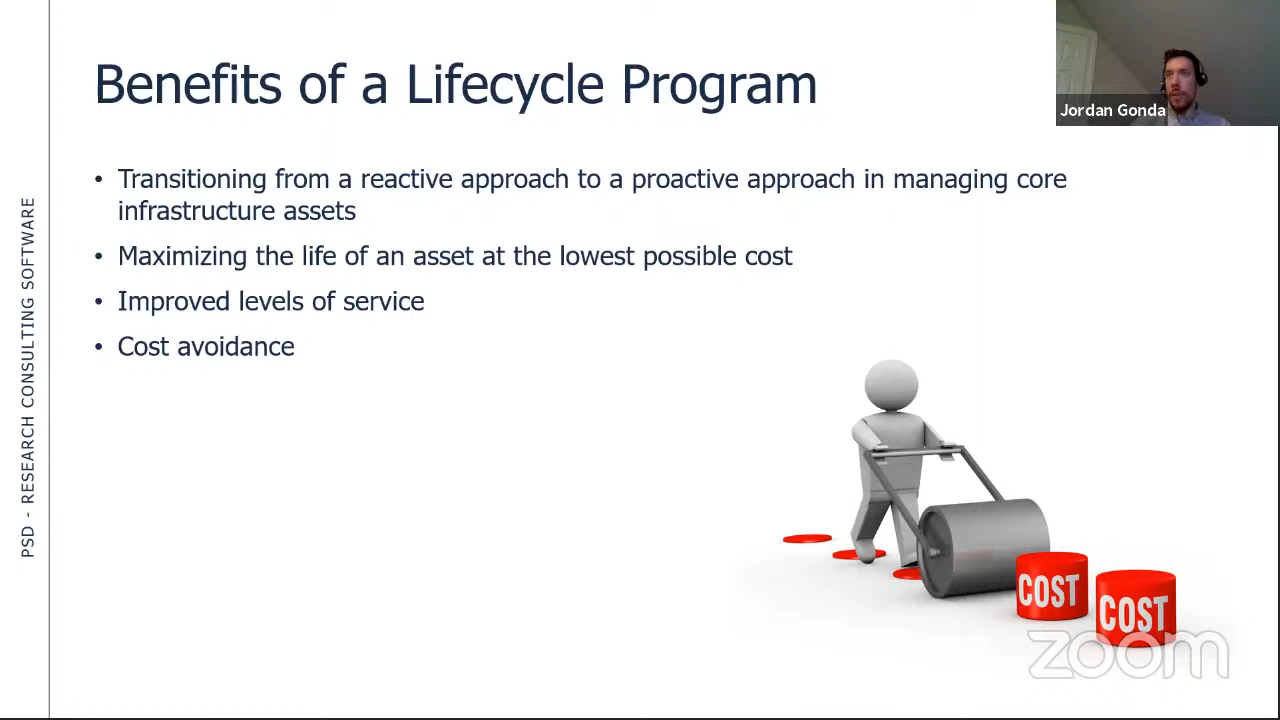 Benefits of a Lifecycle Program
Jordan Gonda
• Transitioning from a reactive approach to a proactive approach in managing core
infrastructure assets
• Maximizing the life of an asset at the lowest possible cost
• Improved levels of service
• Cost avoidance
PSD - RESEARCH CONSULTING SOFTWARE
COST
COST
zoom